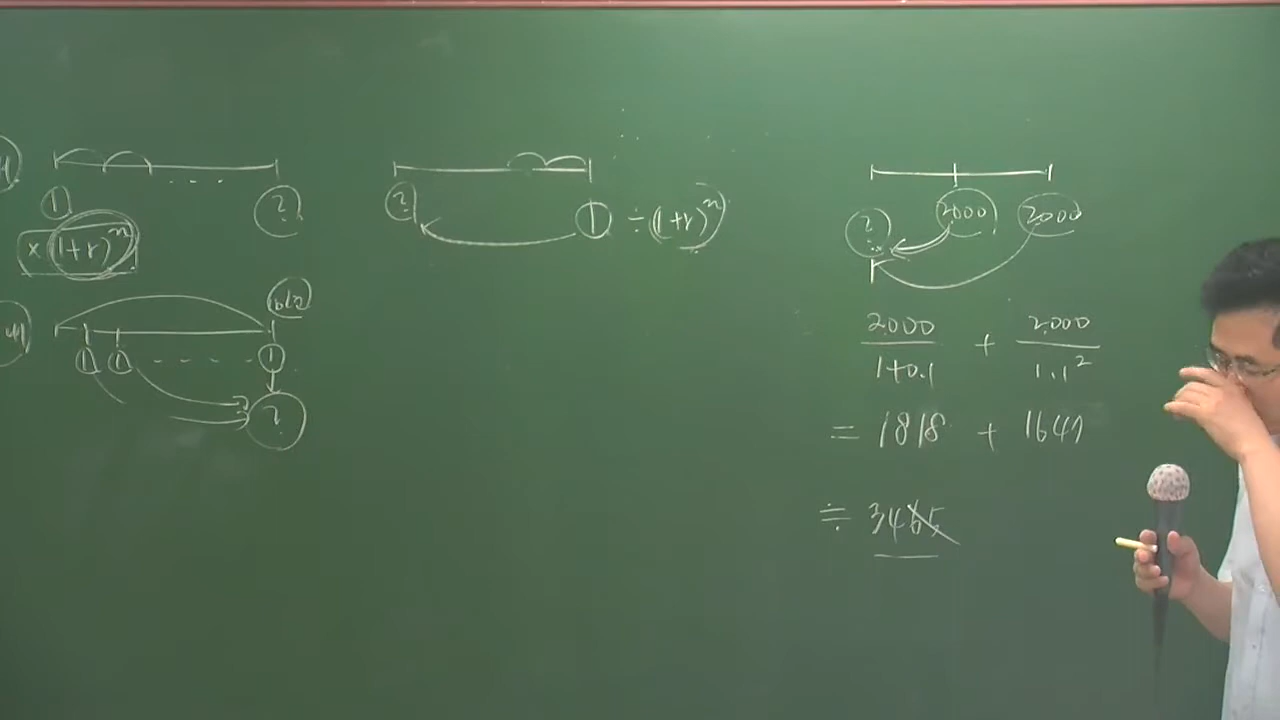 ①
?
× (1+r)ⁿ
①
①
- - - -
①
?
?
① ÷ (1+r)ⁿ
?
2000
2000
2000/1+0.1 + 2000/1.1²
= 1818 + 1647
≒ 3465